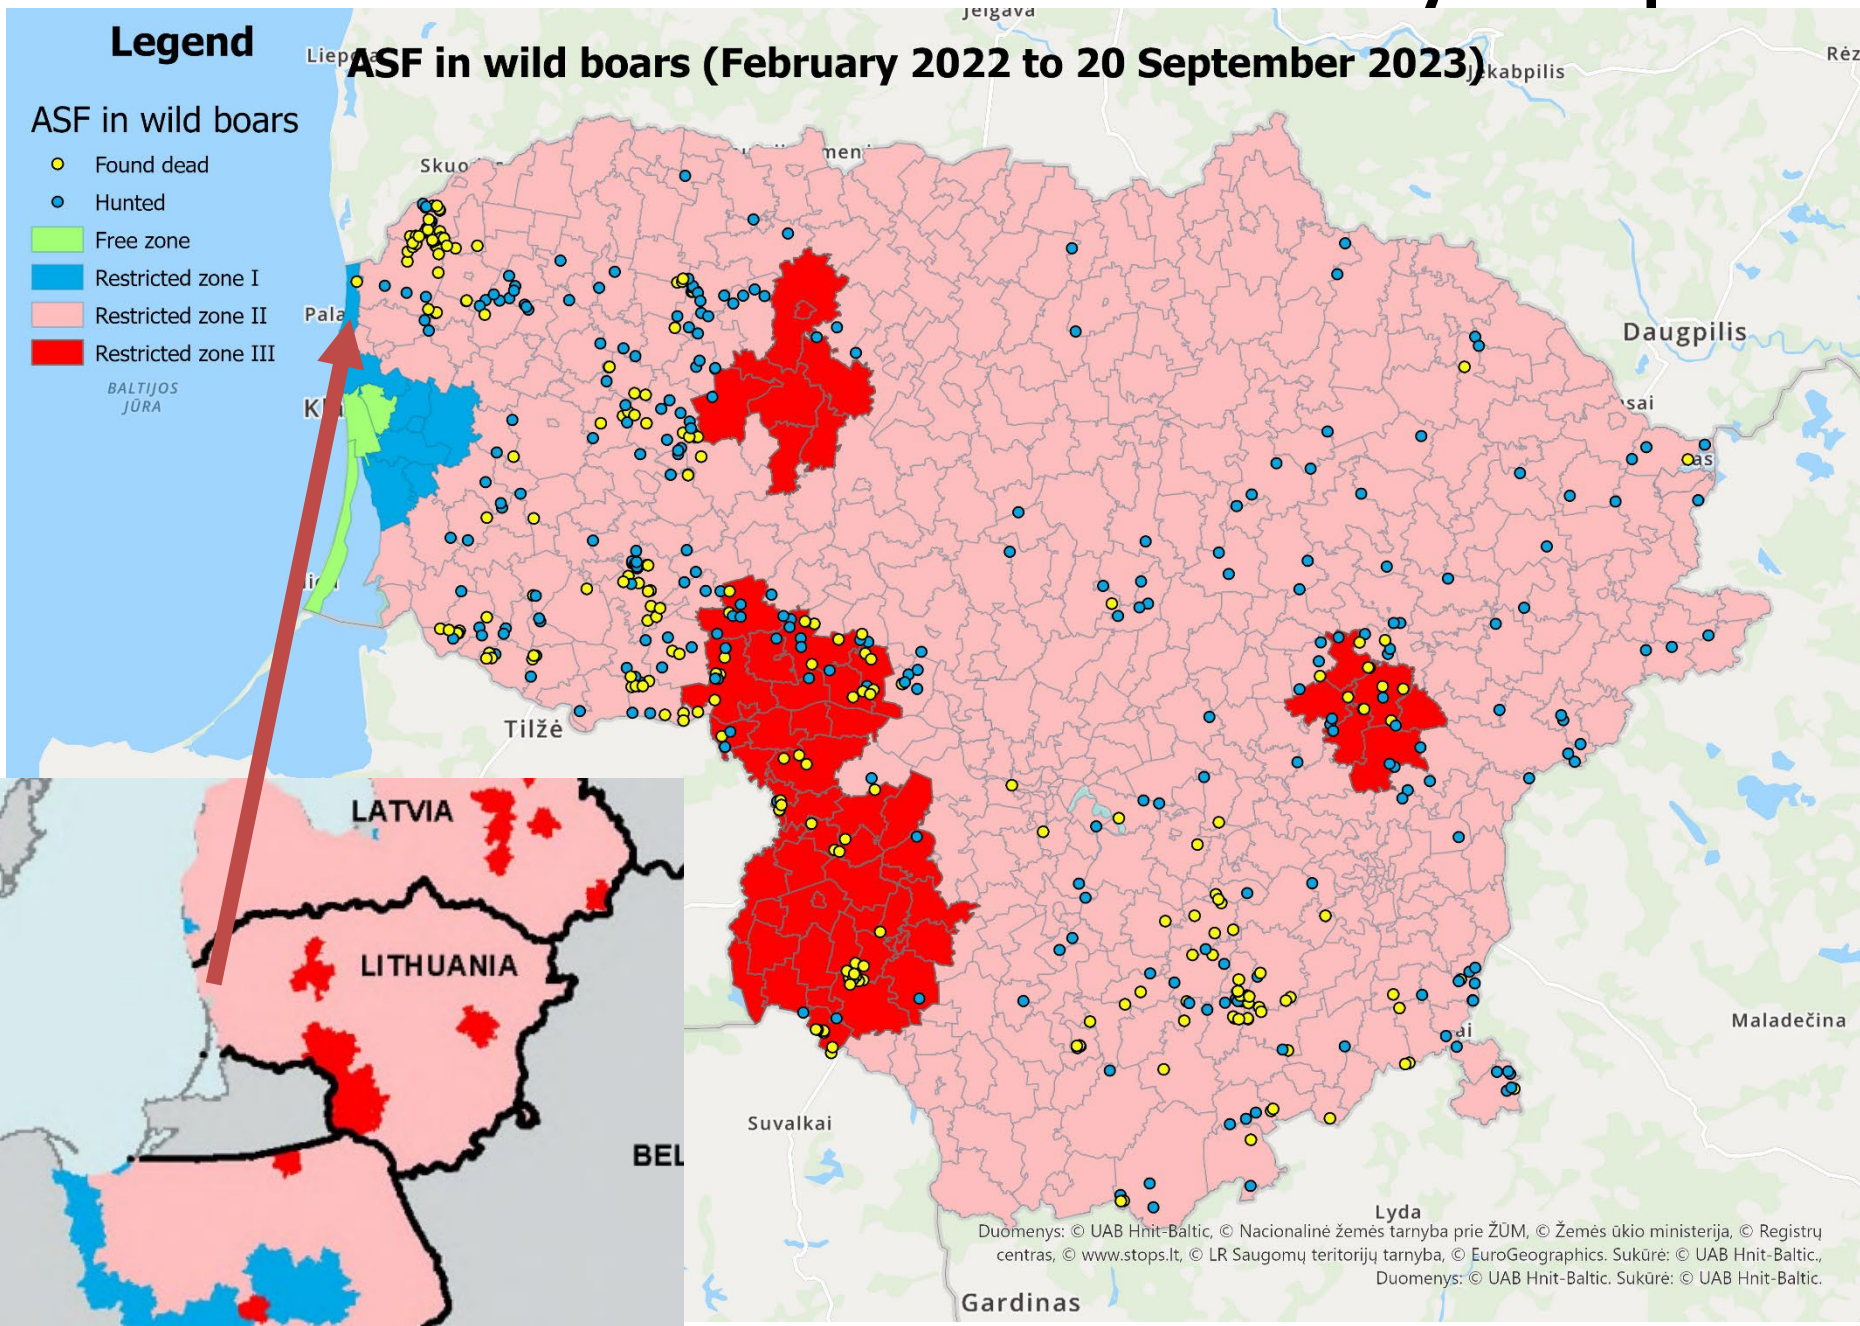 Legend
ASF in wild boars (February 2022 to 20 September 2023)
ASF in wild boars
Found dead
Hunted
Free zone
Restricted zone I
Restricted zone II
Restricted zone III
BALTIJOS
JŪRA
Jelgava
Daugpilis
Tilžė
Suvalkai
Maladečina
Lyda
Gardinas
LATVIA
LITHUANIA
BEL
Duomenys: © UAB Hnit-Baltic, © Nacionalinė žemės tarnyba prie ŽŪM, © Žemės ūkio ministerija, © Registrų
centras, © www.stops.lt, © LR Saugomų teritorijų tarnyba, © EuroGeographics. Sukūrė: © UAB Hnit-Baltic.,
Duomenys: © UAB Hnit-Baltic. Sukūrė: © UAB Hnit-Baltic.